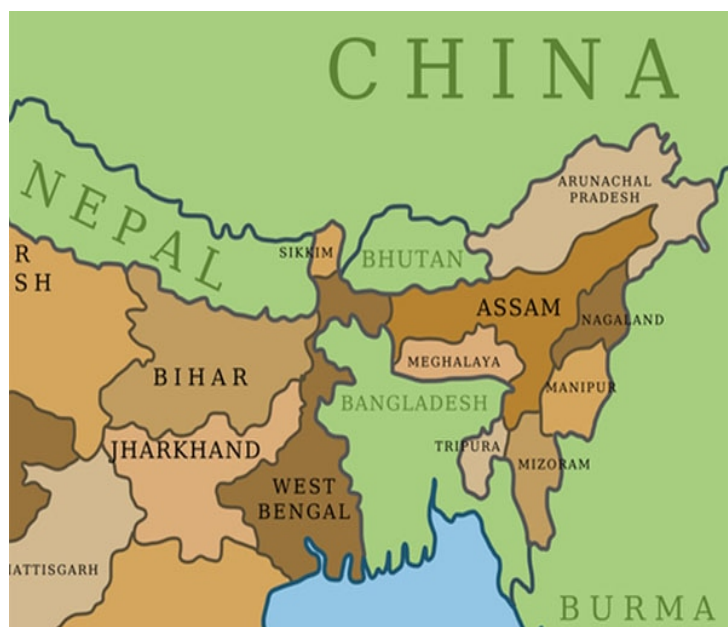 CHINA
NEPAL
ARUNACHAL
PRADESH
SIKKIM
BHUTAN
R
SH
ASSAM
NAGALAND
MEGHALAYA
BIHAR
MANIPUR
BANGLADESH
JHARKHAND
TRIPURA
MIZORAM
WEST
BENGAL
HATTISGARH
BURMA